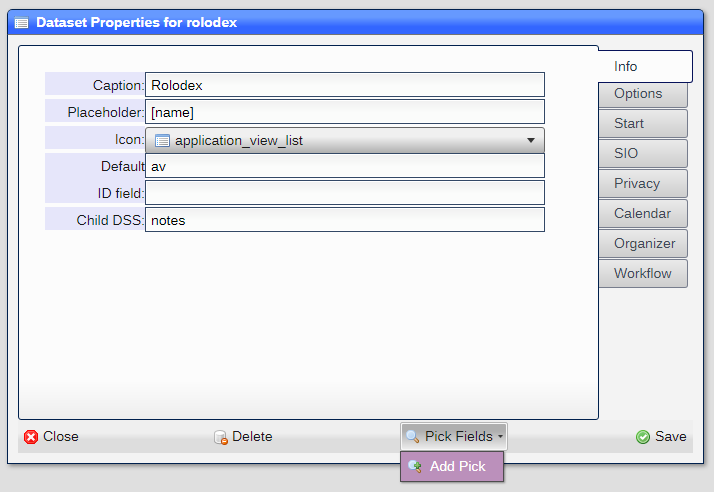 Dataset Properties for rolodex
Info
Caption: Rolodex
Options
Placeholder: [name]
Start
Icon: application_view_list
SIO
Default av
Privacy
ID field:
Calendar
Child DSS: notes
Organizer
Workflow
Close Delete Pick Fields Save
Add Pick